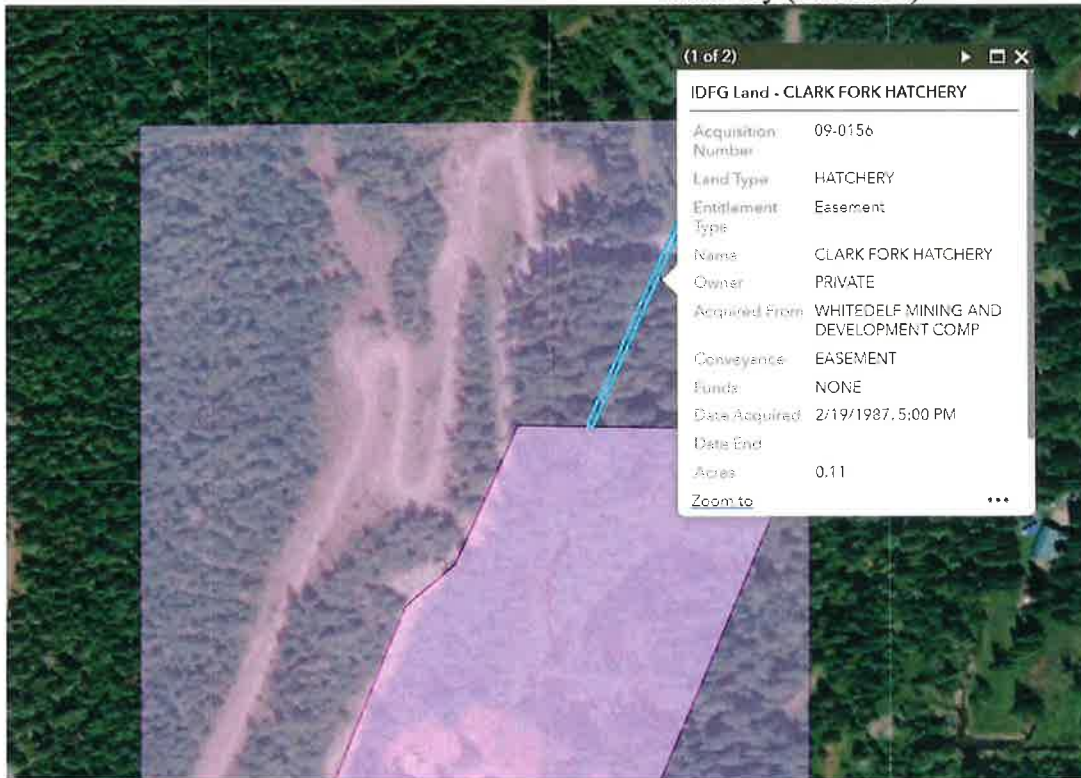 (1 of 2)
IDFG Land - CLARK FORK HATCHERY
Acquisition Number 09-0156
Land Type HATCHERY
Entitlement Type Easement
Name CLARK FORK HATCHERY
Owner PRIVATE
Acquired From WHITEDELF MINING AND
DEVELOPMENT COMP
Conveyance EASEMENT
Funds NONE
Date Acquired 2/19/1987, 5:00 PM
Date End
Acres 0.11
Zoom to